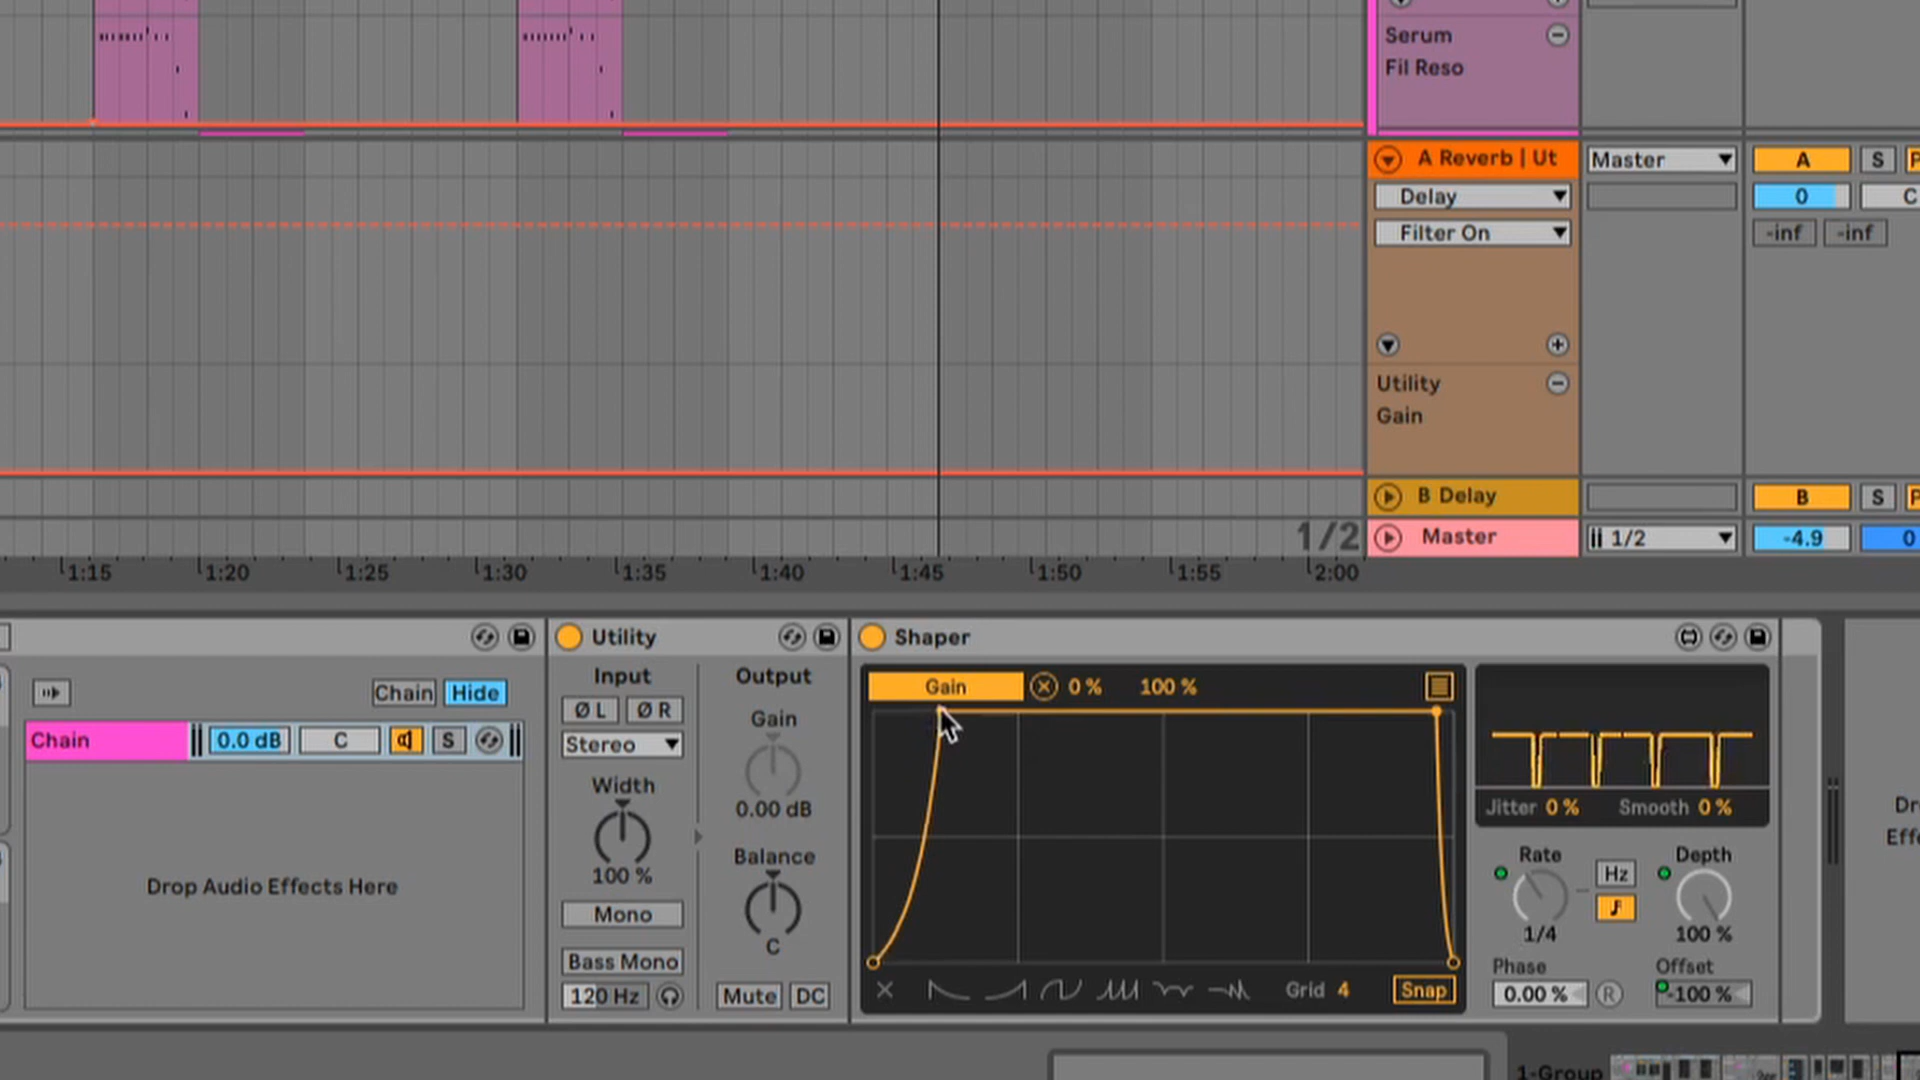 Serum
Fil Reso
A Reverb | Ut
Master
A
S
Delay
0
C
Filter On
-inf
-inf
Utility
Gain
B Delay
B
S
Master
1/2
-4.9
0
1/2
1:15
1:20
1:25
1:30
1:35
1:40
1:45
1:50
1:55
2:00
Utility
Shaper
Chain
Hide
Chain
0.0 dB
C
S
Drop Audio Effects Here
Input
Ø L
Ø R
Stereo
Width
100 %
Mono
Bass Mono
120 Hz
Output
Gain
0.00 dB
Balance
C
Mute
DC
Gain
0 %
100 %
Grid 4
Snap
Jitter 0 %
Smooth 0 %
Rate
Hz
1/4
Depth
100 %
Phase
0.00 %
R
Offset
-100 %
Dr
Effe
1-Group